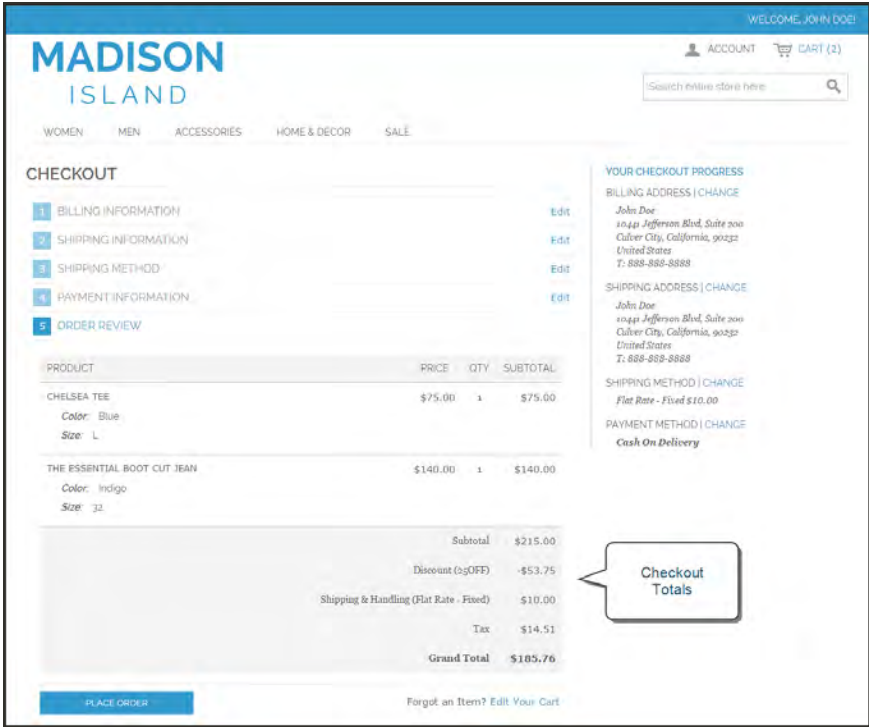 WELCOME, JOHN DOE!
MADISON
ISLAND
ACCOUNT CART (2)
Search entire store here
WOMEN MEN ACCESSORIES HOME & DECOR SALE
CHECKOUT
1 BILLING INFORMATION Edit
2 SHIPPING INFORMATION Edit
3 SHIPPING METHOD Edit
4 PAYMENT INFORMATION Edit
5 ORDER REVIEW
PRODUCT PRICE QTY SUBTOTAL
CHELSEA TEE $75.00 1 $75.00
Color: Blue
Size: L
THE ESSENTIAL BOOT CUT JEAN $140.00 1 $140.00
Color: Indigo
Size: 32
Subtotal $215.00
Discount (25OFF) -$53.75
Shipping & Handling (Flat Rate - Fixed) $10.00
Tax $14.51
Grand Total $185.76
PLACE ORDER Forgot an Item? Edit Your Cart
YOUR CHECKOUT PROGRESS
BILLING ADDRESS | CHANGE
John Doe
10441 Jefferson Blvd, Suite 200
Culver City, California, 90232
United States
T: 888-888-8888
SHIPPING ADDRESS | CHANGE
John Doe
10441 Jefferson Blvd, Suite 200
Culver City, California, 90232
United States
T: 888-888-8888
SHIPPING METHOD | CHANGE
Flat Rate - Fixed $10.00
PAYMENT METHOD | CHANGE
Cash On Delivery
Checkout
Totals